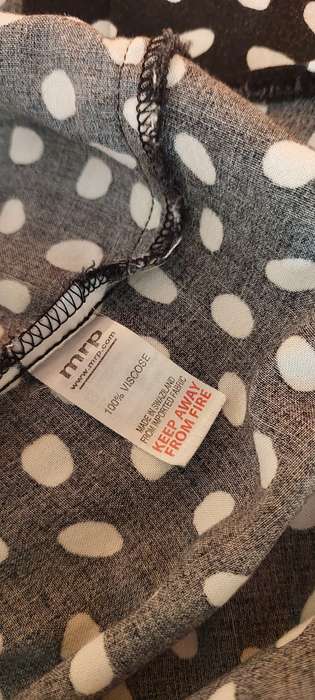 mrp
www.mrp.com
100% VISCOSE
MADE IN SWAZILAND
FROM IMPORTED FABRIC
KEEP AWAY
FROM FIRE